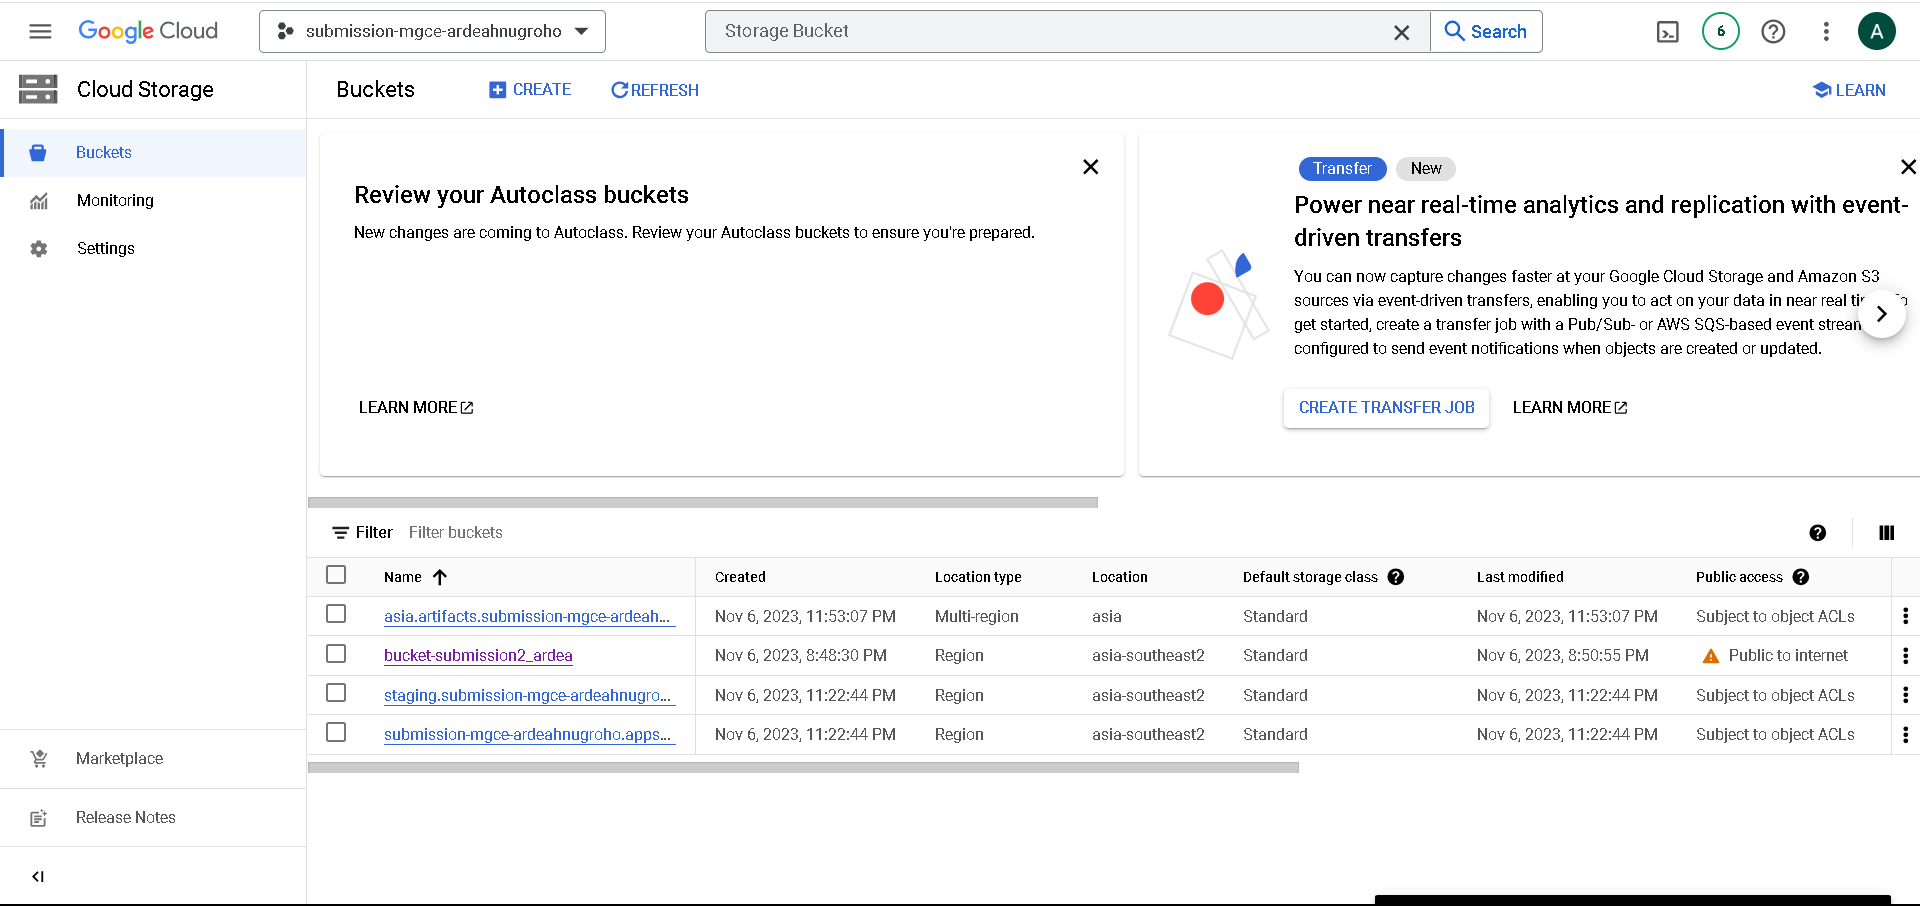 Google Cloud
submission-mgce-ardeahnugroho
Storage Bucket
Search
6
A
Cloud Storage
Buckets
CREATE
REFRESH
LEARN
Buckets
Monitoring
Settings
Review your Autoclass buckets
New changes are coming to Autoclass. Review your Autoclass buckets to ensure you're prepared.
LEARN MORE
Transfer
New
Power near real-time analytics and replication with event-
driven transfers
You can now capture changes faster at your Google Cloud Storage and Amazon S3
sources via event-driven transfers, enabling you to act on your data in near real
get started, create a transfer job with a Pub/Sub- or AWS SQS-based event
configured to send event notifications when objects are created or updated.
CREATE TRANSFER JOB
LEARN MORE
Filter
Filter buckets
Name Created Location type Location Default storage class Last modified Public access
asia.artifacts.submission-mgce-ardeah... Nov 6, 2023, 11:53:07 PM Multi-region asia Standard Nov 6, 2023, 11:53:07 PM Subject to object ACLs
bucket-submission2_ardea Nov 6, 2023, 8:48:30 PM Region asia-southeast2 Standard Nov 6, 2023, 8:50:55 PM Public to internet
staging.submission-mgce-ardeahnugro... Nov 6, 2023, 11:22:44 PM Region asia-southeast2 Standard Nov 6, 2023, 11:22:44 PM Subject to object ACLs
submission-mgce-ardeahnugroho.apps... Nov 6, 2023, 11:22:44 PM Region asia-southeast2 Standard Nov 6, 2023, 11:22:44 PM Subject to object ACLs
Marketplace
Release Notes